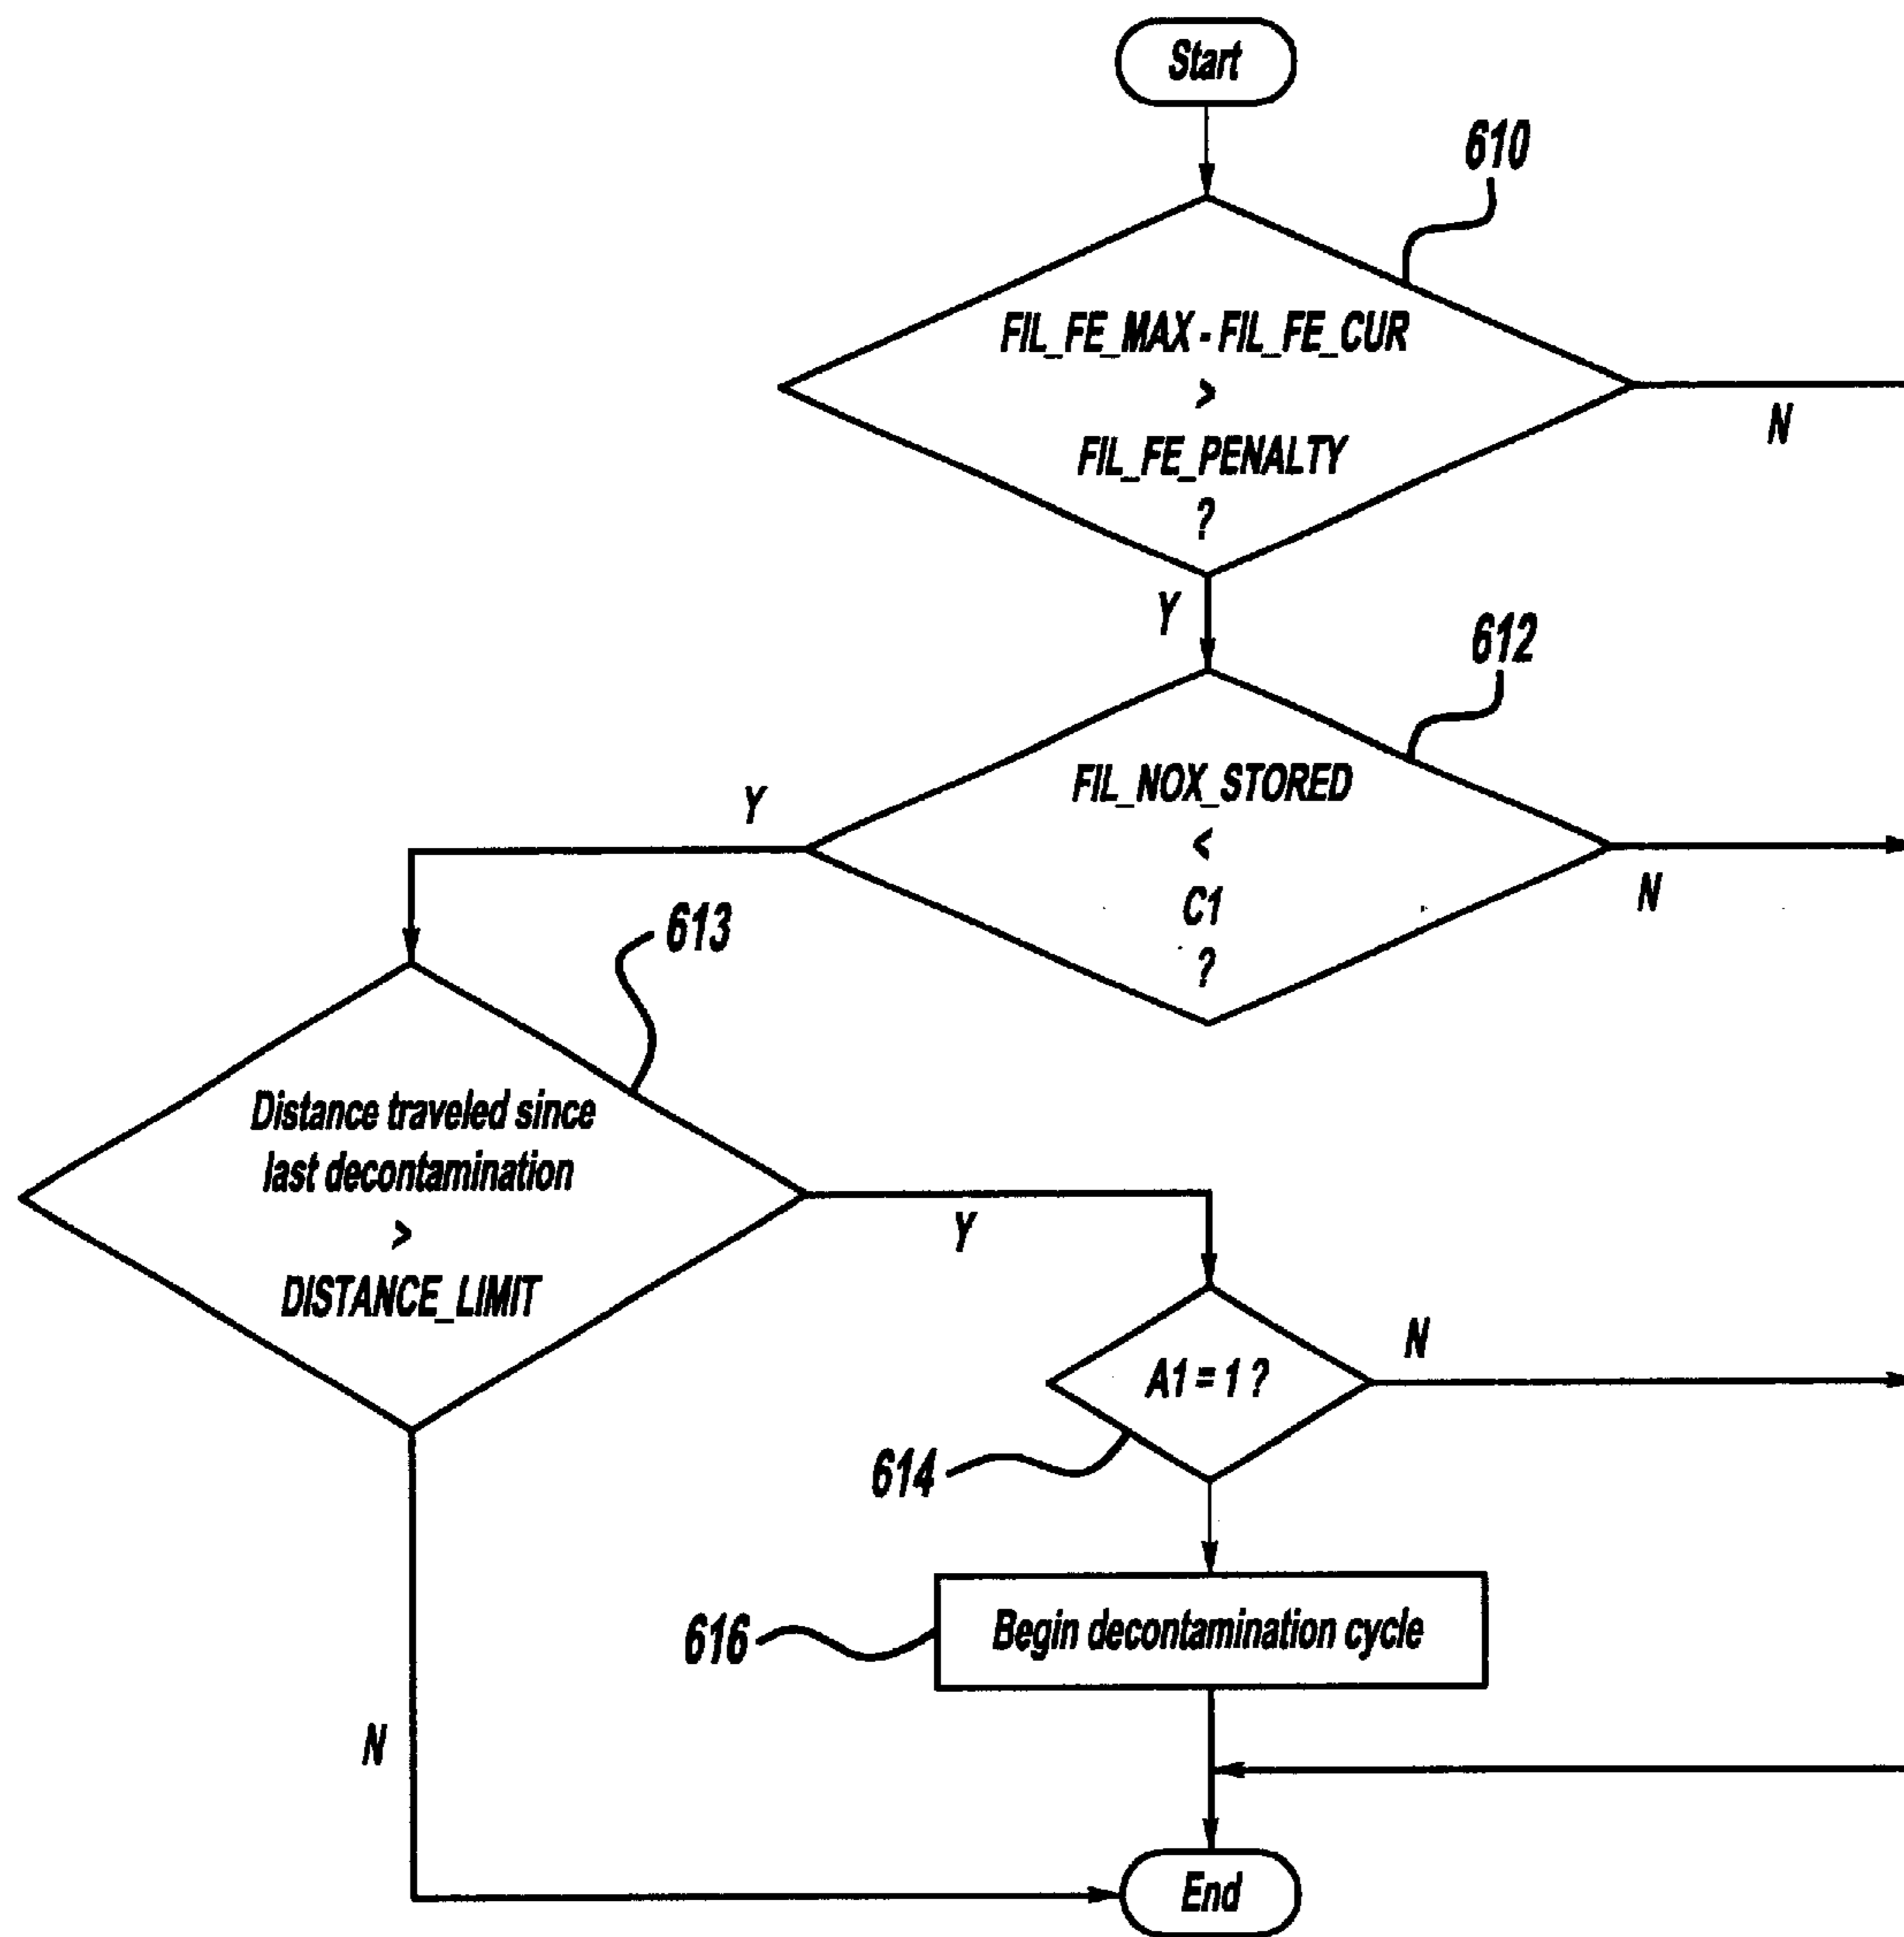 Start
610
FIL_FE_MAX - FIL_FE_CUR
>
FIL_FE_PENALTY
?
N
Y
612
FIL_NOX_STORED
<
C1
?
Y
N
613
Distance traveled since
last decontamination
>
DISTANCE_LIMIT
Y
A1 = 1 ?
N
614
616
Begin decontamination cycle
N
End